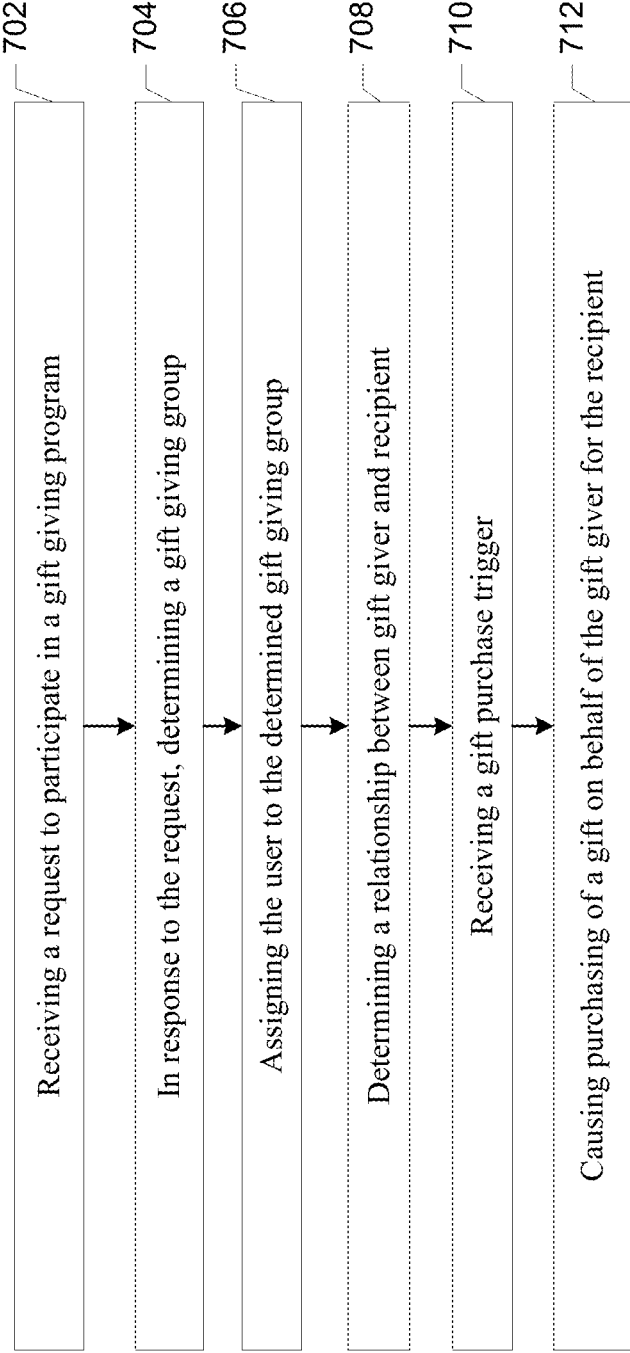 702
Receiving a request to participate in a gift giving program
704
In response to the request, determining a gift giving group
706
Assigning the user to the determined gift giving group
708
Determining a relationship between gift giver and recipient
710
Receiving a gift purchase trigger
712
Causing purchasing of a gift on behalf of the gift giver for the recipient